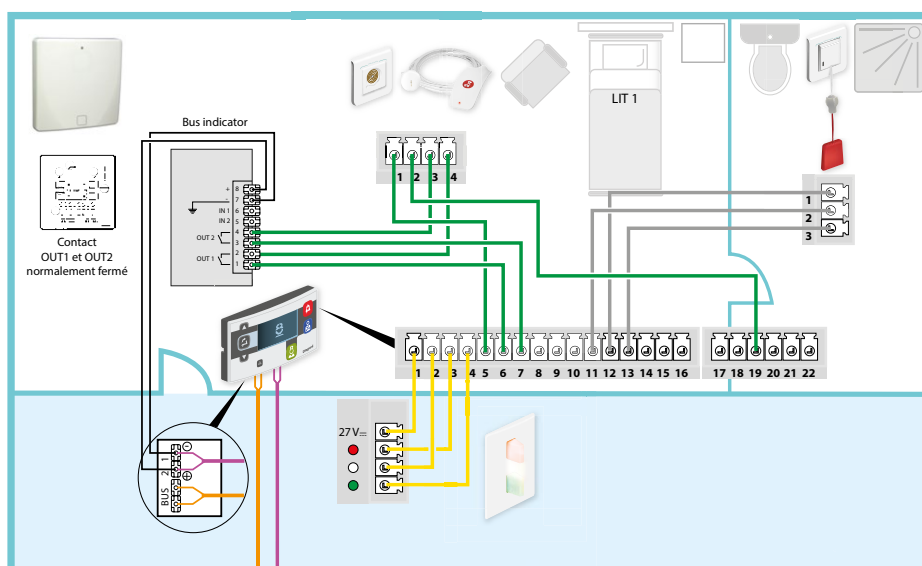 LIT 1
Bus indicator
1 2 3 4
+ 8
- 7
IN 1 6
IN 2 5
OUT 2 4
3
OUT 1 2
1
1
2
3
Contact
OUT1 et OUT2
normalement fermé
1 2 3 4 5 6 7 8 9 10 11 12 13 14 15 16
17 18 19 20 21 22
27 V
1
2
BUS